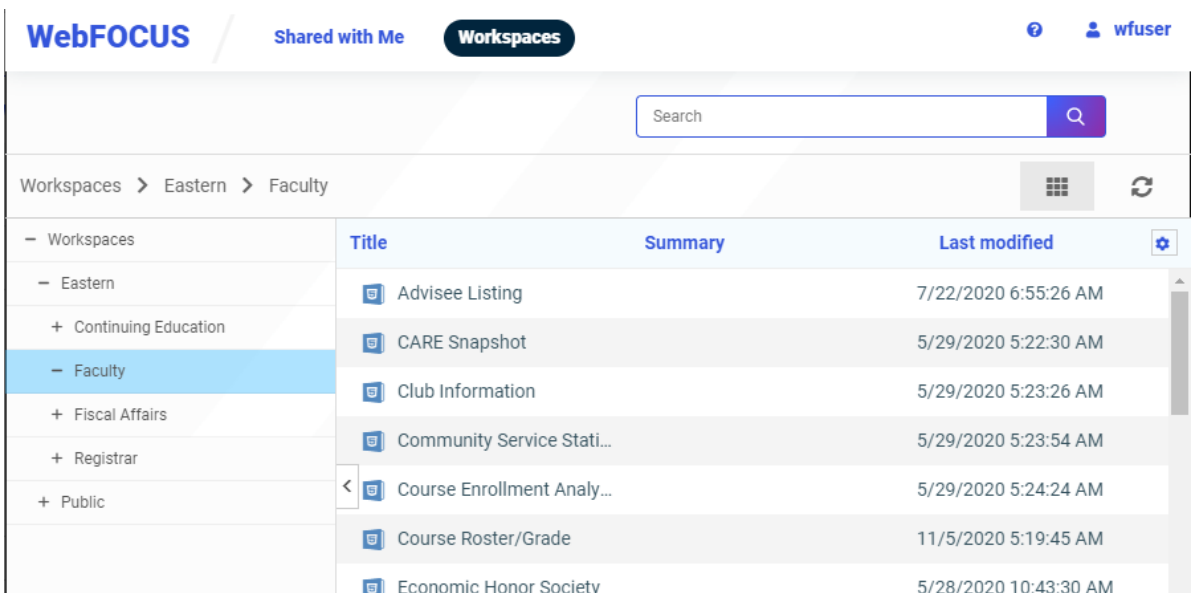 WebFOCUS Shared with Me Workspaces wfuser
Search
Workspaces > Eastern > Faculty
− Workspaces
− Eastern
+ Continuing Education
− Faculty
+ Fiscal Affairs
+ Registrar
+ Public
Title Summary Last modified
Advisee Listing 7/22/2020 6:55:26 AM
CARE Snapshot 5/29/2020 5:22:30 AM
Club Information 5/29/2020 5:23:26 AM
Community Service Stati... 5/29/2020 5:23:54 AM
Course Enrollment Analy... 5/29/2020 5:24:24 AM
Course Roster/Grade 11/5/2020 5:19:45 AM
Economic Honor Society 5/28/2020 10:43:30 AM